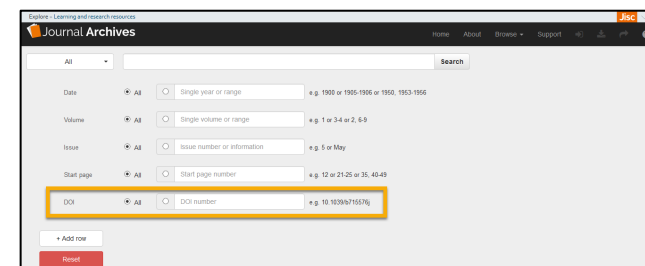 Explore - Learning and research resources Jisc
Journal Archives Home About Browse Support
All Search
Date All Single year or range e.g. 1900 or 1905-1906 or 1950, 1953-1956
Volume All Single volume or range e.g. 1 or 3-4 or 2, 6-9
Issue All Issue number or information e.g. 5 or May
Start page All Start page number e.g. 12 or 21-25 or 35, 40-49
DOI All DOI number e.g. 10.1039/b715576j
+ Add row
Reset